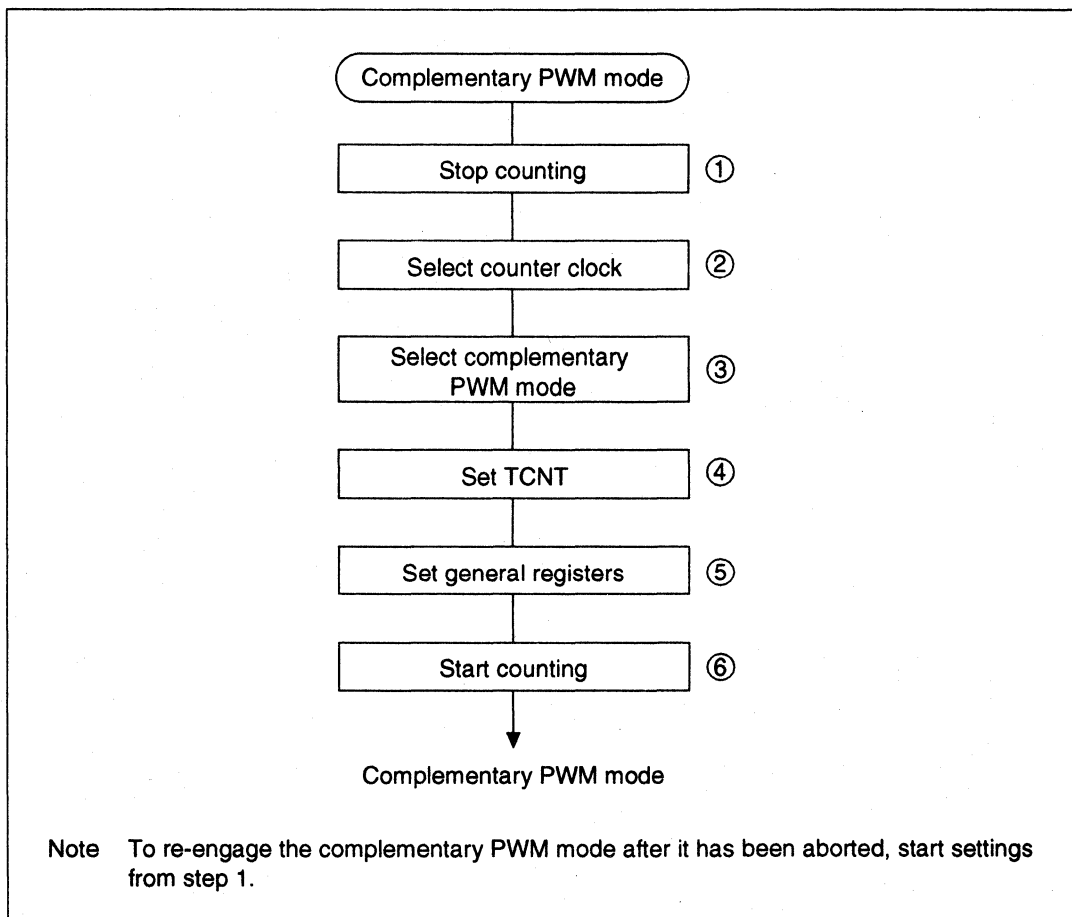 Complementary PWM mode
Stop counting ①
Select counter clock ②
Select complementary
PWM mode ③
Set TCNT ④
Set general registers ⑤
Start counting ⑥
Complementary PWM mode
Note To re-engage the complementary PWM mode after it has been aborted, start settings
from step 1.